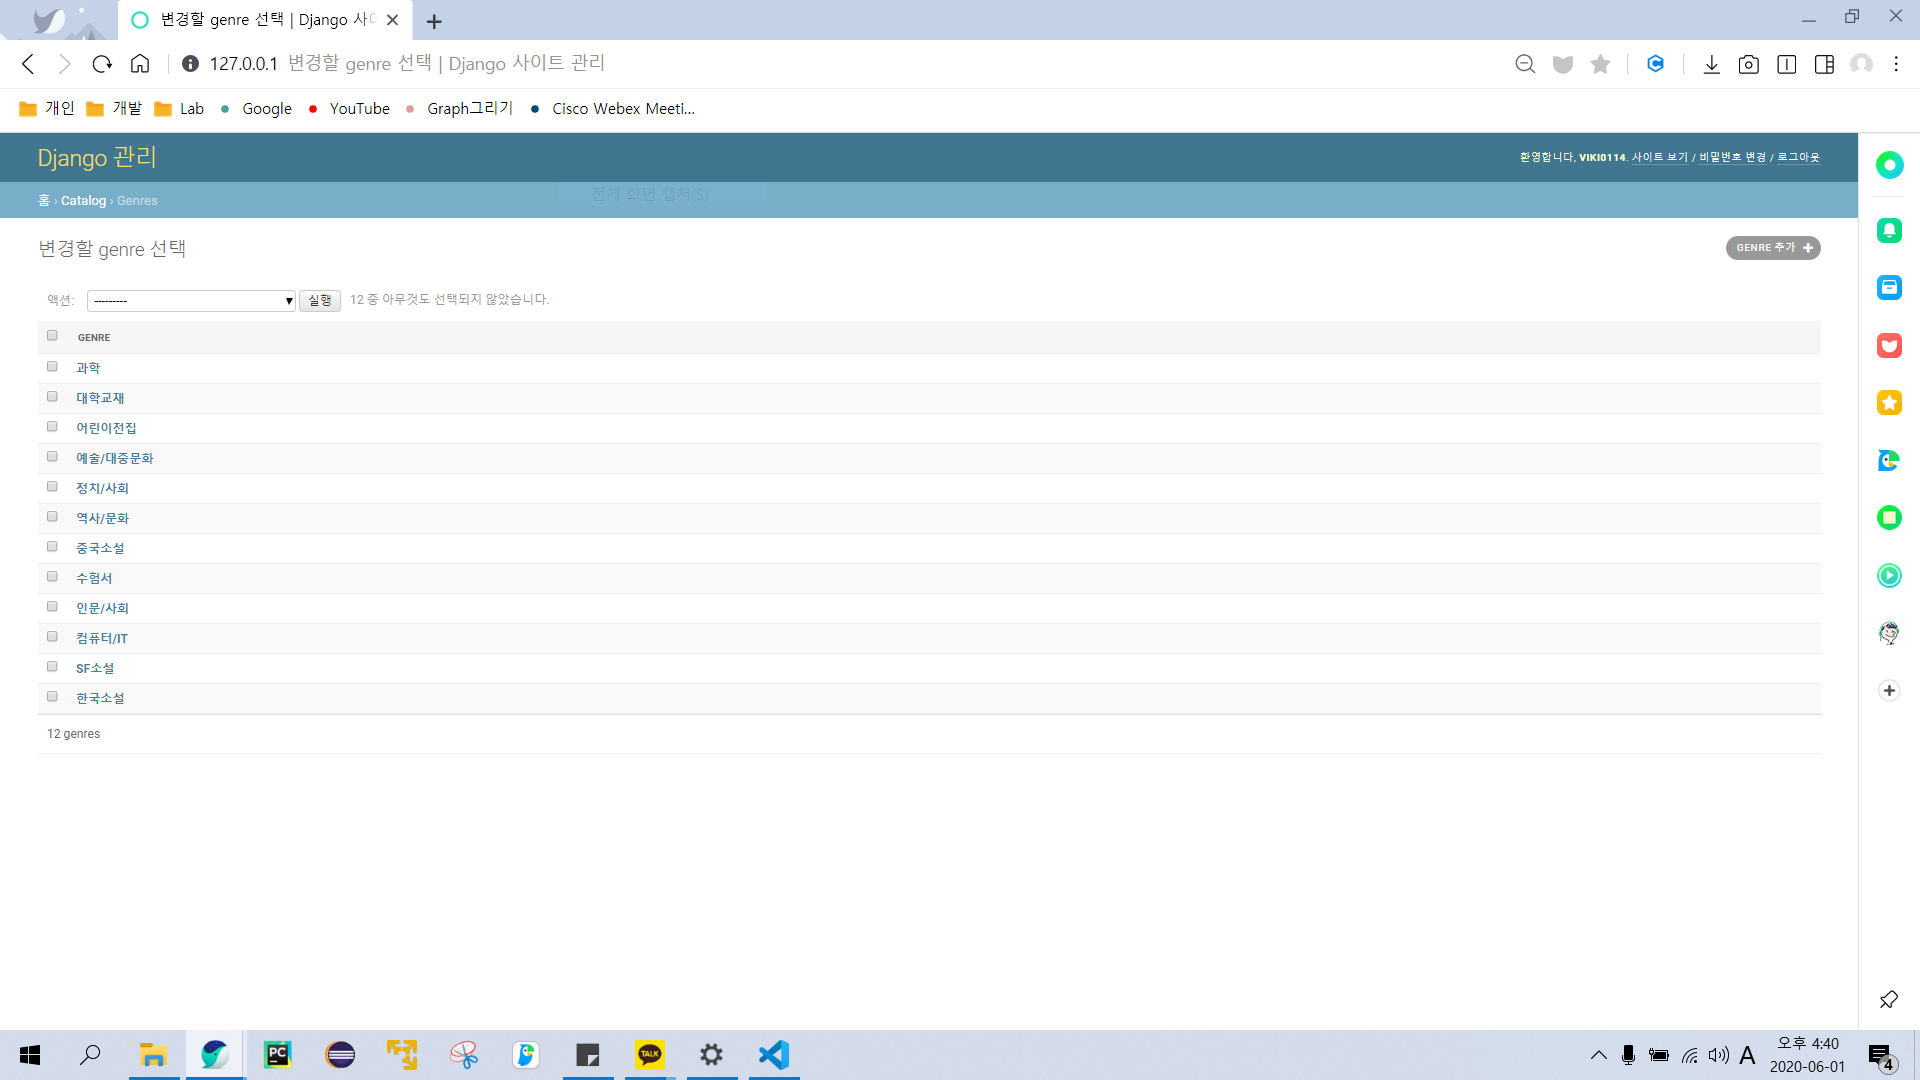 변경할 genre 선택 | Django 사이
127.0.0.1 변경할 genre 선택 | Django 사이트 관리
개인 개발 Lab Google YouTube Graph그리기 Cisco Webex Meeti...
Django 관리
환영합니다, VIKI0114. 사이트 보기 / 비밀번호 변경 / 로그아웃
홈 › Catalog › Genres
전체 화면 캡처(S)
변경할 genre 선택
GENRE 추가 +
액션: --------- 실행 12 중 아무것도 선택되지 않았습니다.
GENRE
과학
대학교재
어린이전집
예술/대중문화
정치/사회
역사/문화
중국소설
수험서
인문/사회
컴퓨터/IT
SF소설
한국소설
12 genres
PC
TALK
A
오후 4:40
2020-06-01
4